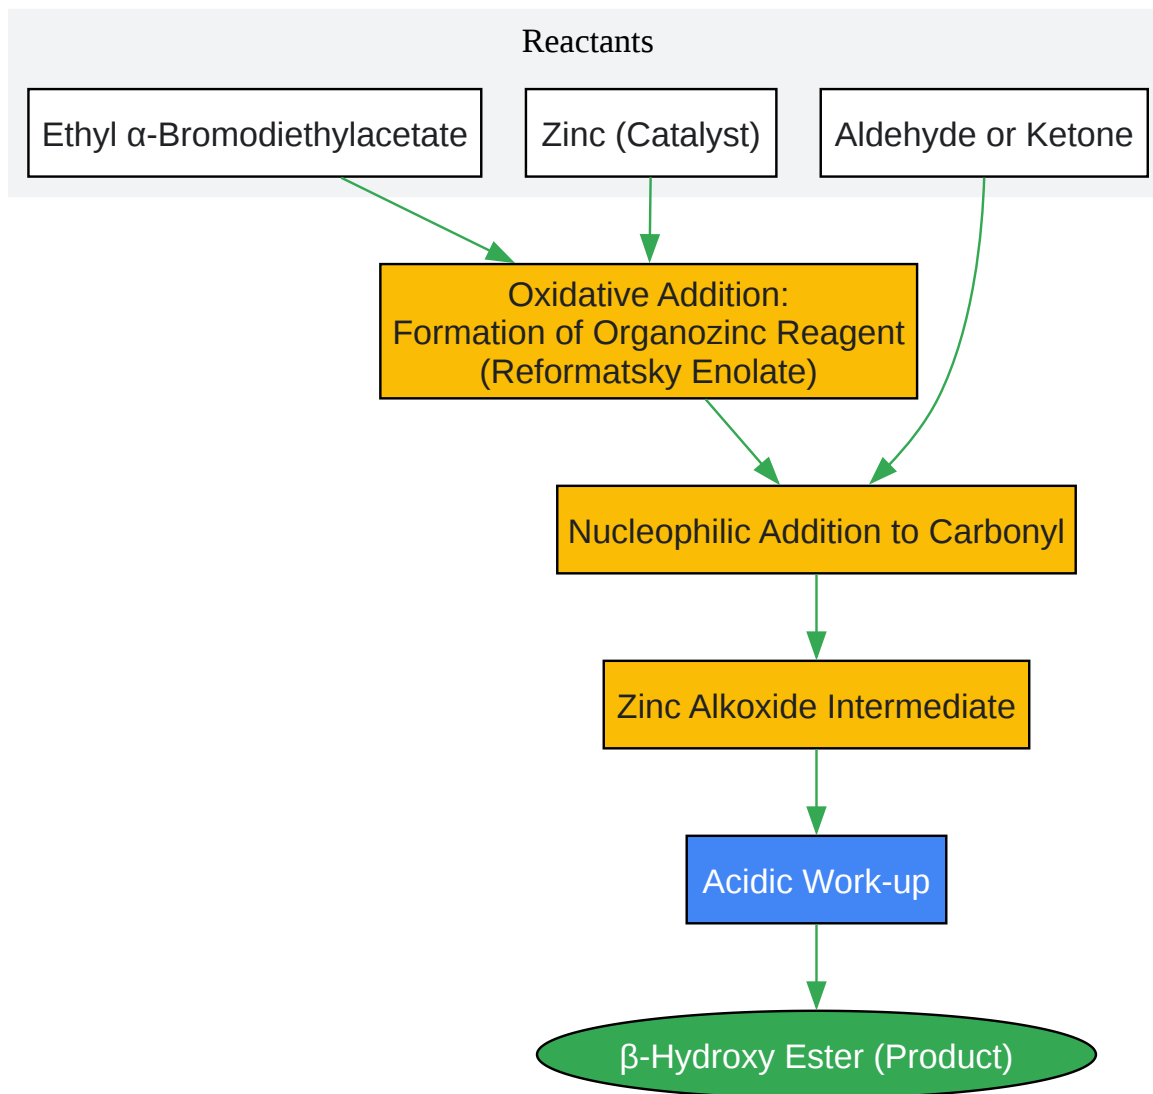 Reactants
Ethyl α-Bromodiethylacetate
Zinc (Catalyst)
Aldehyde or Ketone
Oxidative Addition:
Formation of Organozinc Reagent
(Reformatsky Enolate)
Nucleophilic Addition to Carbonyl
Zinc Alkoxide Intermediate
Acidic Work-up
β-Hydroxy Ester (Product)